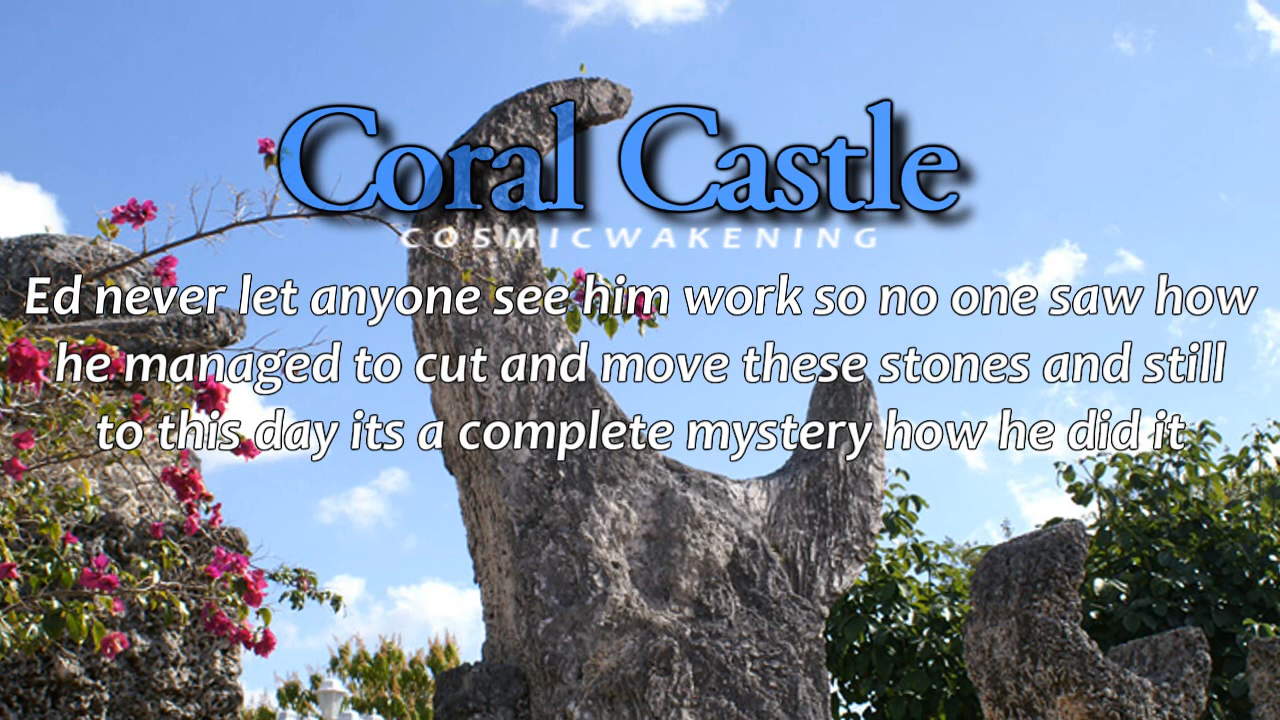 Coral Castle
COSMICWAKENING
Ed never let anyone see him work so no one saw how
he managed to cut and move these stones and still
to this day its a complete mystery how he did it